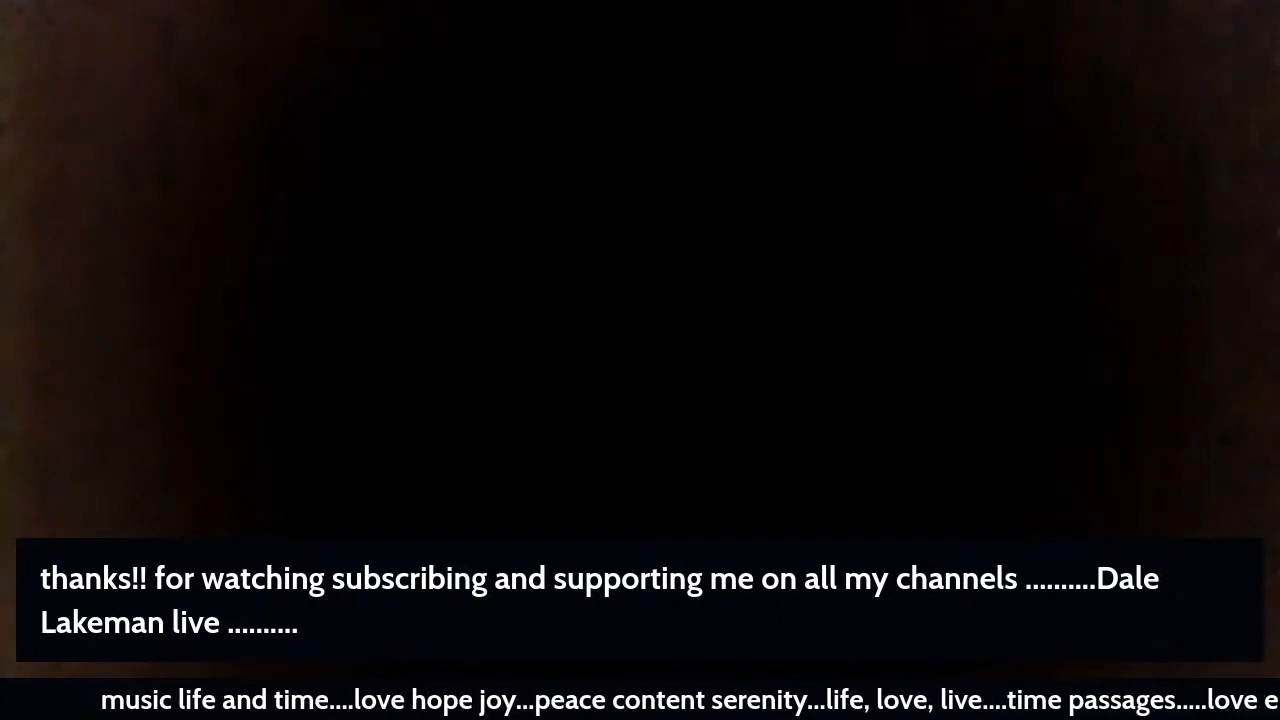 thanks!! for watching subscribing and supporting me on all my channels ..........Dale
Lakeman live ..........
music life and time....love hope joy...peace content serenity...life, love, live....time passages.....love e